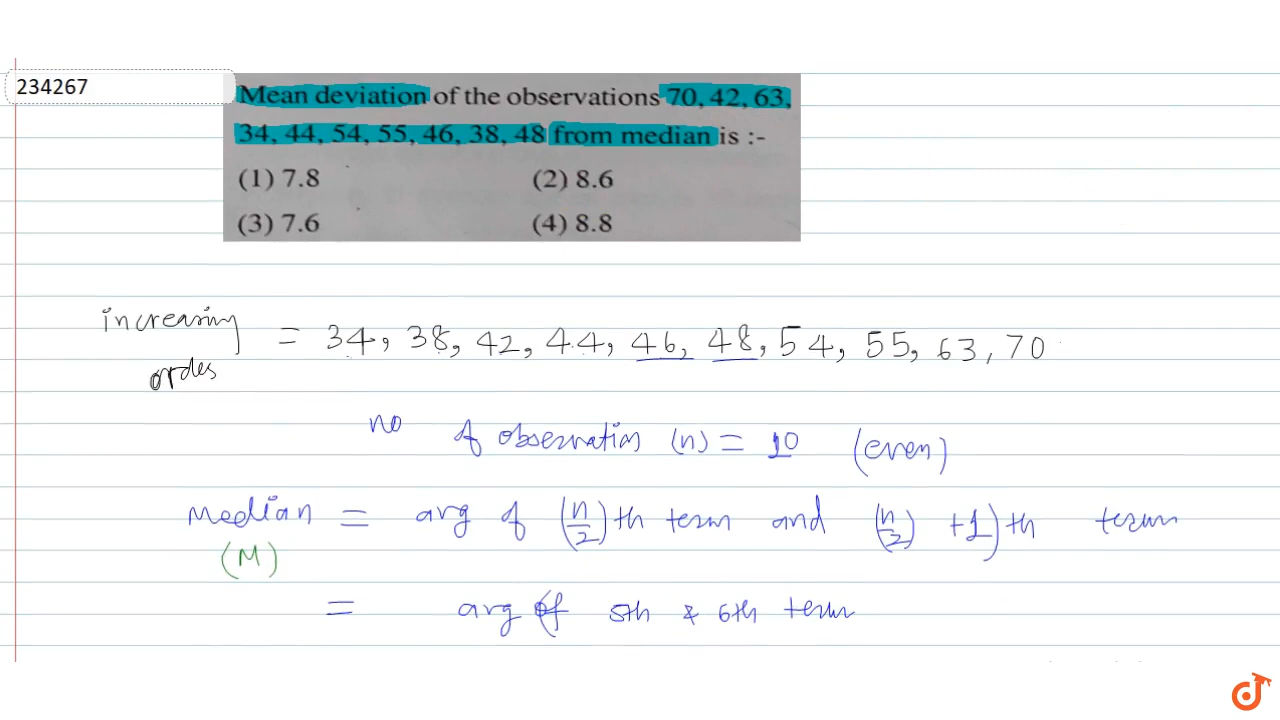 234267
Mean deviation of the observations 70, 42, 63,
34, 44, 54, 55, 46, 38, 48 from median is :-
(1) 7.8 (2) 8.6
(3) 7.6 (4) 8.8
increasing = 34, 38, 42, 44, 46, 48, 54, 55, 63, 70
order
no of observation (n) = 10 (even)
Median = avg of (n/2)th term and (n/2 +1)th term
(M)
= avg of 5th & 6th term